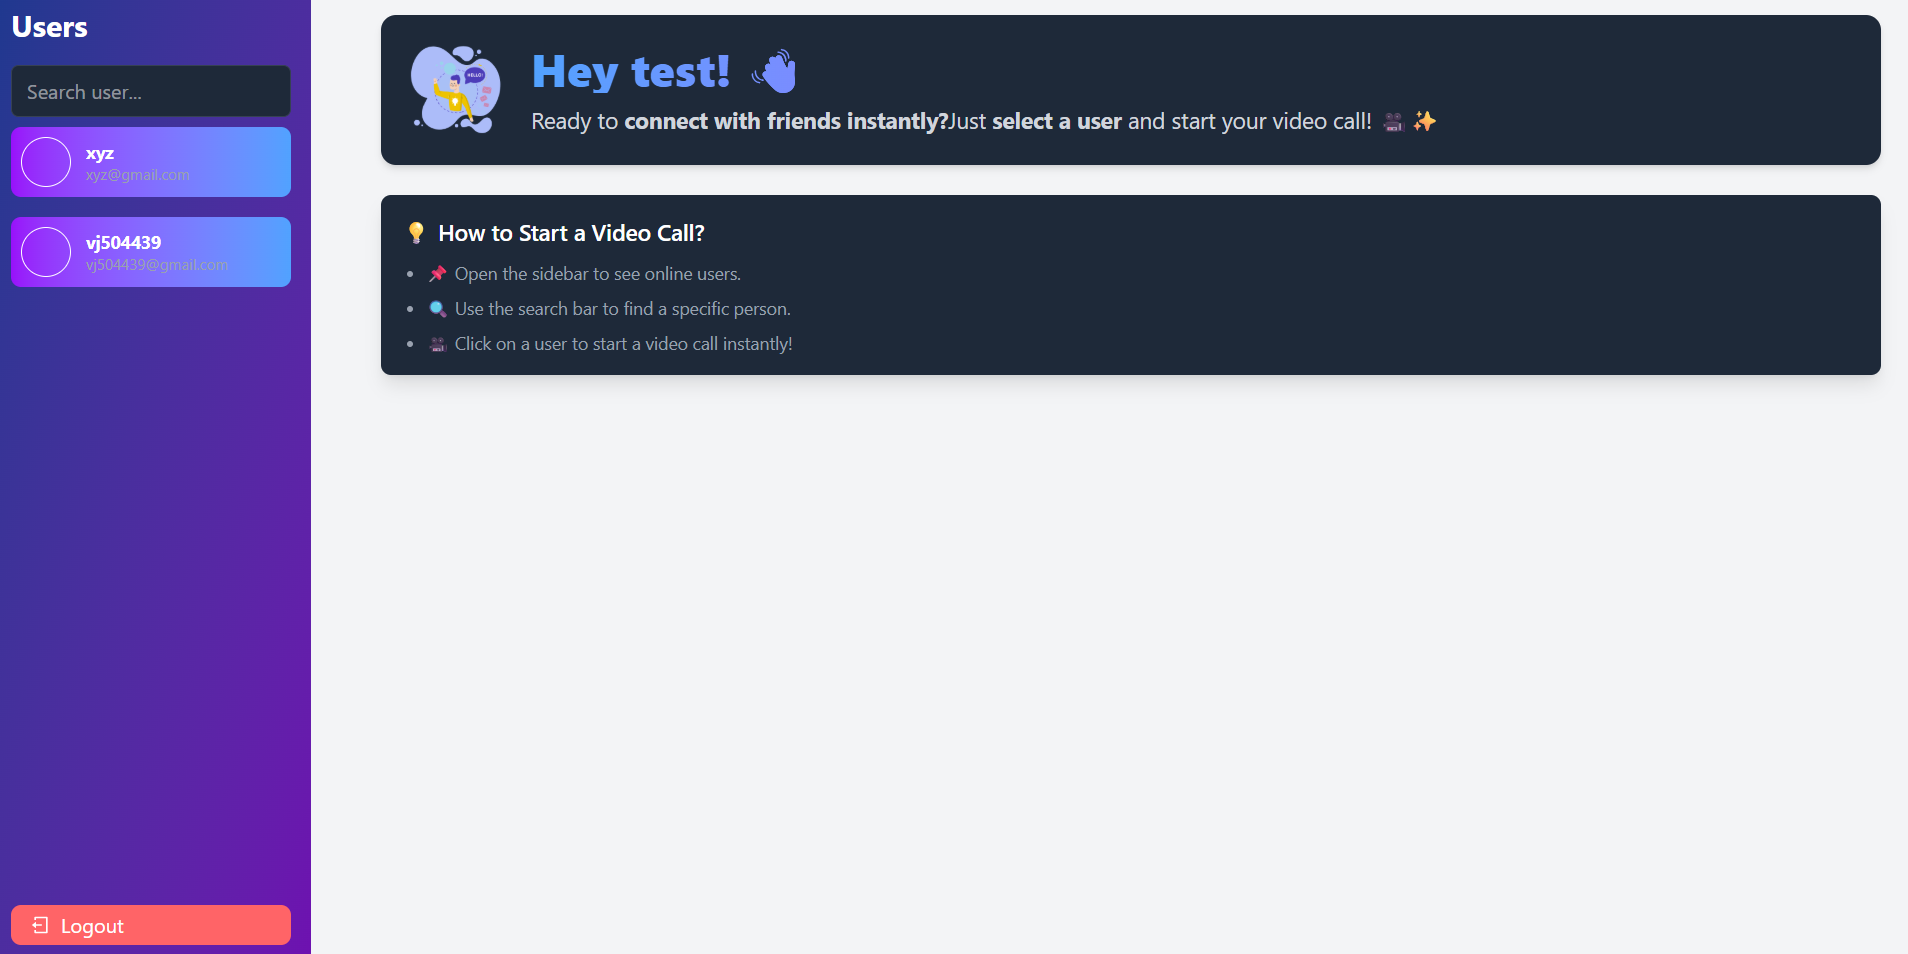 Users
Search user...
xyz
xyz@gmail.com
vj504439
vj504439@gmail.com
Logout
HELLO!
Hey test! 👋
Ready to connect with friends instantly?Just select a user and start your video call! 🎥 ✨
💡 How to Start a Video Call?
• 📌 Open the sidebar to see online users.
• 🔍 Use the search bar to find a specific person.
• 🎥 Click on a user to start a video call instantly!